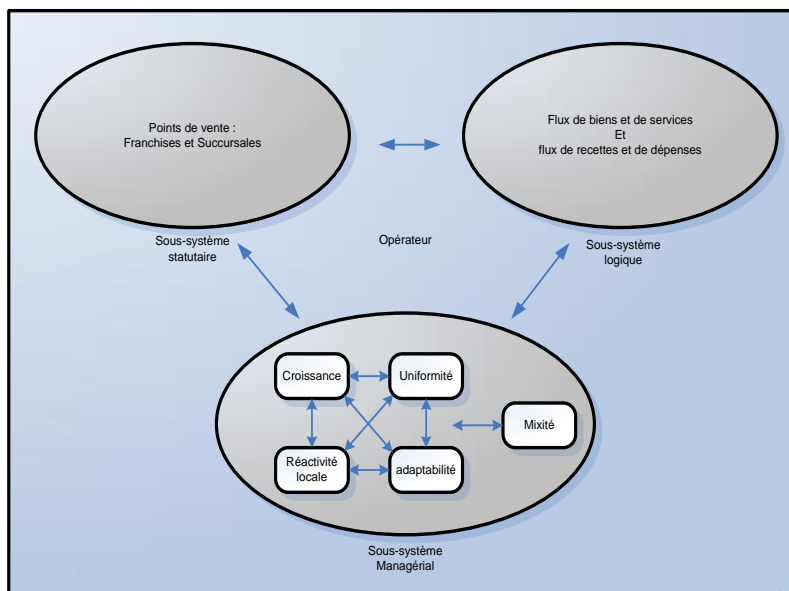 Points de vente :
Franchises et Succursales
Flux de biens et de services
Et
flux de recettes et de dépenses
Sous-système
statutaire
Opérateur
Sous-système
logique
Croissance
Uniformité
Mixité
Réactivité
locale
adaptabilité
Sous-système
Managérial